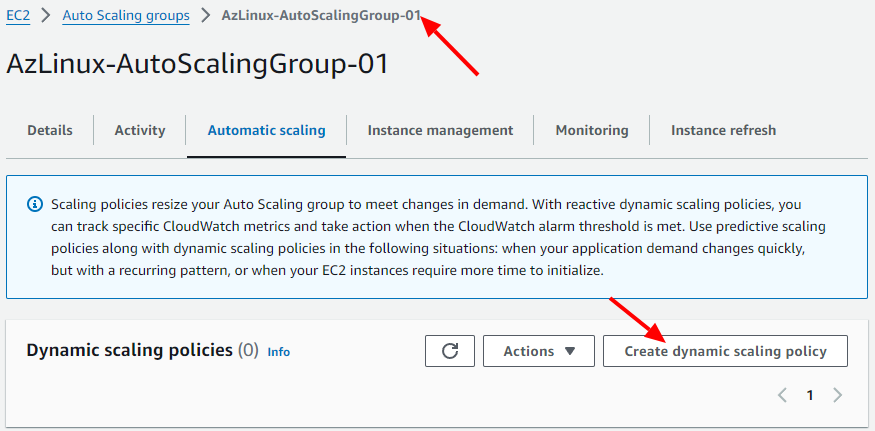 EC2 > Auto Scaling groups > AzLinux-AutoScalingGroup-01
AzLinux-AutoScalingGroup-01
Details Activity Automatic scaling Instance management Monitoring Instance refresh
Scaling policies resize your Auto Scaling group to meet changes in demand. With reactive dynamic scaling policies, you
can track specific CloudWatch metrics and take action when the CloudWatch alarm threshold is met. Use predictive scaling
policies along with dynamic scaling policies in the following situations: when your application demand changes quickly,
but with a recurring pattern, or when your EC2 instances require more time to initialize.
Dynamic scaling policies (0) Info Actions Create dynamic scaling policy
1